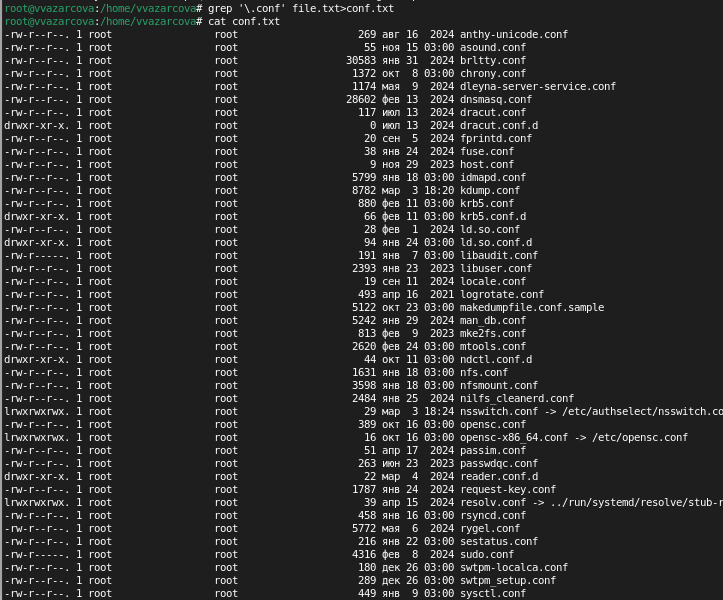 root@vvazarcova:/home/vvazarcova# grep '\.conf' file.txt>conf.txt
root@vvazarcova:/home/vvazarcova# cat conf.txt
-rw-r--r--. 1 root root 269 авг 16 2024 anthy-unicode.conf
-rw-r--r--. 1 root root 55 ноя 15 03:00 asound.conf
-rw-r--r--. 1 root root 30583 янв 31 2024 brltty.conf
-rw-r--r--. 1 root root 1372 окт 8 03:00 chrony.conf
-rw-r--r--. 1 root root 1174 мая 9 2024 dleyna-server-service.conf
-rw-r--r--. 1 root root 28602 фев 13 2024 dnsmasq.conf
-rw-r--r--. 1 root root 117 июл 13 2024 dracut.conf
drwxr-xr-x. 1 root root 0 июл 13 2024 dracut.conf.d
-rw-r--r--. 1 root root 20 сен 5 2024 fprintd.conf
-rw-r--r--. 1 root root 38 янв 24 2024 fuse.conf
-rw-r--r--. 1 root root 9 ноя 29 2023 host.conf
-rw-r--r--. 1 root root 5799 янв 18 03:00 idmapd.conf
-rw-r--r--. 1 root root 8782 мар 3 18:20 kdump.conf
-rw-r--r--. 1 root root 880 фев 11 03:00 krb5.conf
drwxr-xr-x. 1 root root 66 фев 11 03:00 krb5.conf.d
-rw-r--r--. 1 root root 28 фев 1 2024 ld.so.conf
drwxr-xr-x. 1 root root 94 янв 24 03:00 ld.so.conf.d
-rw-r-----. 1 root root 191 янв 7 03:00 libaudit.conf
-rw-r--r--. 1 root root 2393 янв 23 2023 libuser.conf
-rw-r--r--. 1 root root 19 сен 11 2024 locale.conf
-rw-r--r--. 1 root root 493 апр 16 2021 logrotate.conf
-rw-r--r--. 1 root root 5122 окт 23 03:00 makedumpfile.conf.sample
-rw-r--r--. 1 root root 5242 янв 29 2024 man_db.conf
-rw-r--r--. 1 root root 813 фев 9 2023 mke2fs.conf
-rw-r--r--. 1 root root 2620 фев 24 03:00 mtools.conf
drwxr-xr-x. 1 root root 44 окт 11 03:00 ndctl.conf.d
-rw-r--r--. 1 root root 1631 янв 18 03:00 nfs.conf
-rw-r--r--. 1 root root 3598 янв 18 03:00 nfsmount.conf
-rw-r--r--. 1 root root 2484 янв 25 2024 nilfs_cleanerd.conf
lrwxrwxrwx. 1 root root 29 мар 3 18:24 nsswitch.conf -> /etc/authselect/nsswitch.co
-rw-r--r--. 1 root root 389 окт 16 03:00 opensc.conf
lrwxrwxrwx. 1 root root 16 окт 16 03:00 opensc-x86_64.conf -> /etc/opensc.conf
-rw-r--r--. 1 root root 51 апр 17 2024 passim.conf
-rw-r--r--. 1 root root 263 июн 23 2023 passwdqc.conf
drwxr-xr-x. 1 root root 22 мар 4 2024 reader.conf.d
-rw-r--r--. 1 root root 1787 янв 24 2024 request-key.conf
lrwxrwxrwx. 1 root root 39 апр 15 2024 resolv.conf -> ../run/systemd/resolve/stub-r
-rw-r--r--. 1 root root 458 янв 16 03:00 rsyncd.conf
-rw-r--r--. 1 root root 5772 мая 6 2024 rygel.conf
-rw-r--r--. 1 root root 216 янв 22 03:00 sestatus.conf
-rw-r-----. 1 root root 4316 фев 8 2024 sudo.conf
-rw-r--r--. 1 root root 180 дек 26 03:00 swtpm-localca.conf
-rw-r--r--. 1 root root 289 дек 26 03:00 swtpm_setup.conf
-rw-r--r--. 1 root root 449 янв 9 03:00 sysctl.conf